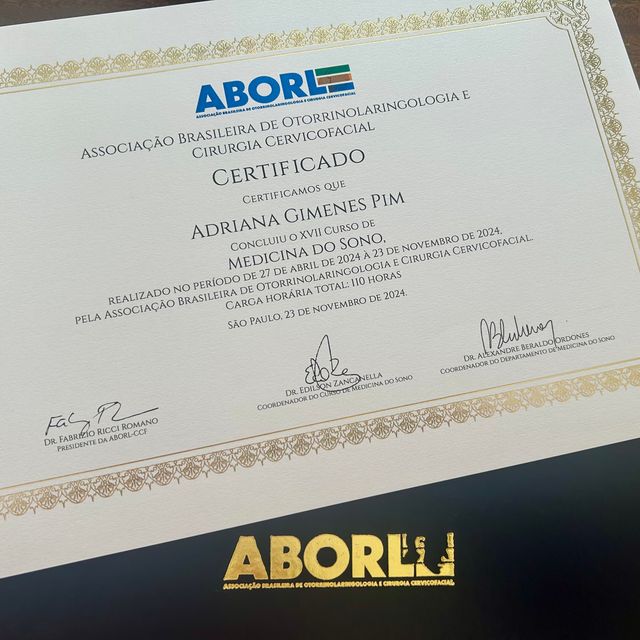 ABORL
ASSOCIAÇÃO BRASILEIRA DE OTORRINOLARINGOLOGIA E CIRURGIA CERVICOFACIAL
ASSOCIAÇÃO BRASILEIRA DE OTORRINOLARINGOLOGIA E
CIRURGIA CERVICOFACIAL
CERTIFICADO
CERTIFICAMOS QUE
ADRIANA GIMENES PIM
CONCLUIU O XVII CURSO DE
MEDICINA DO SONO,
REALIZADO NO PERÍODO DE 27 DE ABRIL DE 2024 À 23 DE NOVEMBRO DE 2024,
PELA ASSOCIAÇÃO BRASILEIRA DE OTORRINOLARINGOLOGIA E CIRURGIA CERVICOFACIAL.
CARGA HORÁRIA TOTAL: 110 HORAS
SÃO PAULO, 23 DE NOVEMBRO DE 2024.
DR. FABRIZIO RICCI ROMANO
PRESIDENTE DA ABORL-CCF
DR. EDILSON ZANCANELLA
COORDENADOR DO CURSO DE MEDICINA DO SONO
DR. ALEXANDRE BERALDO ORDONES
COORDENADOR DO DEPARTAMENTO DE MEDICINA DO SONO
ABORL
ASSOCIAÇÃO BRASILEIRA DE OTORRINOLARINGOLOGIA E CIRURGIA CERVICOFACIAL